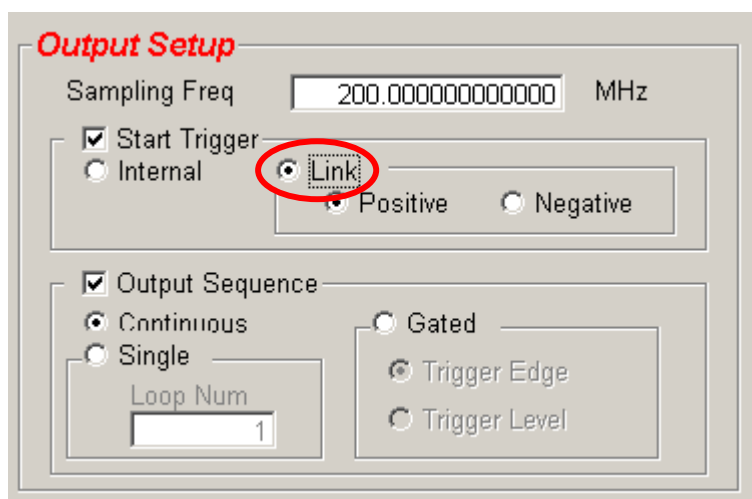 Output Setup
Sampling Freq 200.000000000000 MHz
Start Trigger
Internal Link
Positive Negative
Output Sequence
Continuous Gated
Single
Trigger Edge
Loop Num
1 Trigger Level